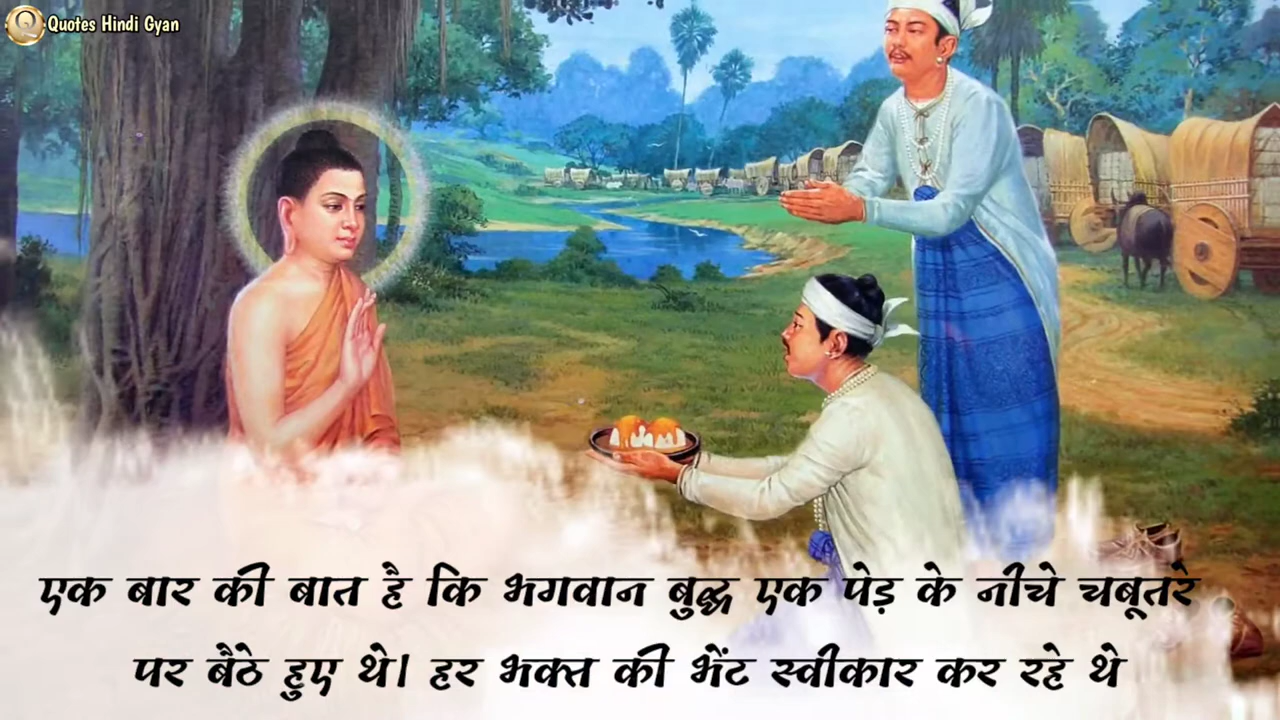 Q Quotes Hindi Gyan
एक बार की बात है कि भगवान बुद्ध एक पेड़ के नीचे चबूतरे
पर बैठे हुए थे। हर भक्त की भेंट स्वीकार कर रहे थे